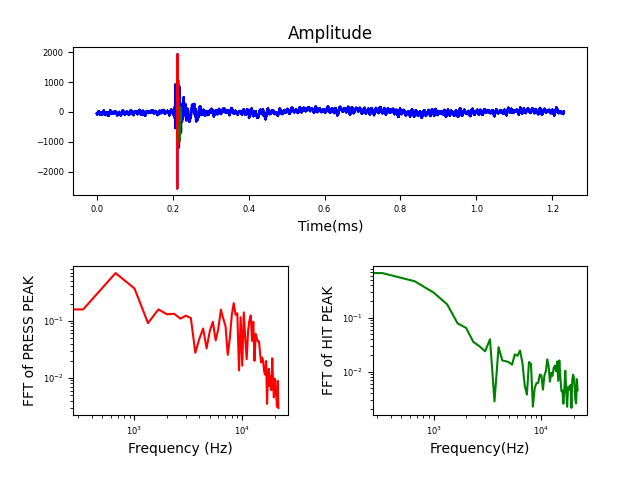 Amplitude
2000
1000
0
−1000
−2000
0.0 0.2 0.4 0.6 0.8 1.0 1.2
Time(ms)
FFT of PRESS PEAK
10⁻¹
10⁻²
10³ 10⁴
Frequency (Hz)
FFT of HIT PEAK
10⁻¹
10⁻²
10³ 10⁴
Frequency(Hz)